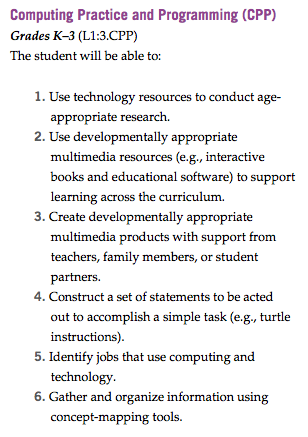 Computing Practice and Programming (CPP)
Grades K–3 (L1:3.CPP)
The student will be able to:
1. Use technology resources to conduct age-
appropriate research.
2. Use developmentally appropriate
multimedia resources (e.g., interactive
books and educational software) to support
learning across the curriculum.
3. Create developmentally appropriate
multimedia products with support from
teachers, family members, or student
partners.
4. Construct a set of statements to be acted
out to accomplish a simple task (e.g., turtle
instructions).
5. Identify jobs that use computing and
technology.
6. Gather and organize information using
concept-mapping tools.